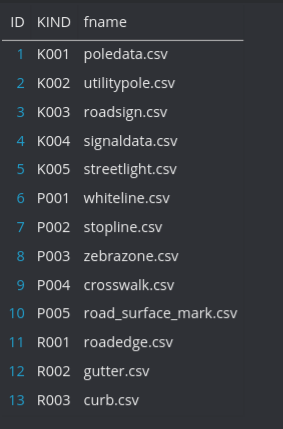 ID KIND fname
1 K001 poledata.csv
2 K002 utilitypole.csv
3 K003 roadsign.csv
4 K004 signaldata.csv
5 K005 streetlight.csv
6 P001 whiteline.csv
7 P002 stopline.csv
8 P003 zebrazone.csv
9 P004 crosswalk.csv
10 P005 road_surface_mark.csv
11 R001 roadedge.csv
12 R002 gutter.csv
13 R003 curb.csv